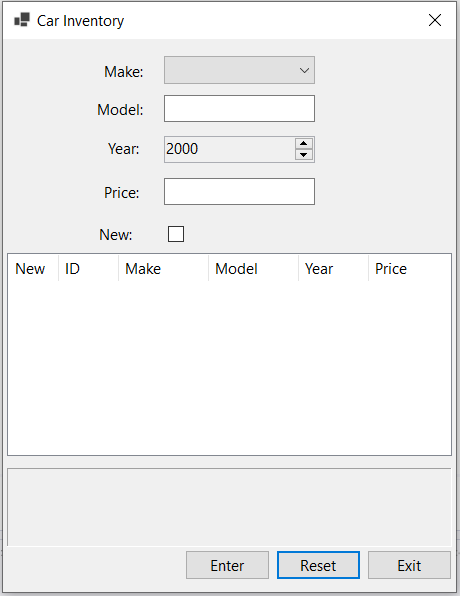 Car Inventory
Make:
Model:
Year: 2000
Price:
New:
New ID Make Model Year Price
Enter Reset Exit